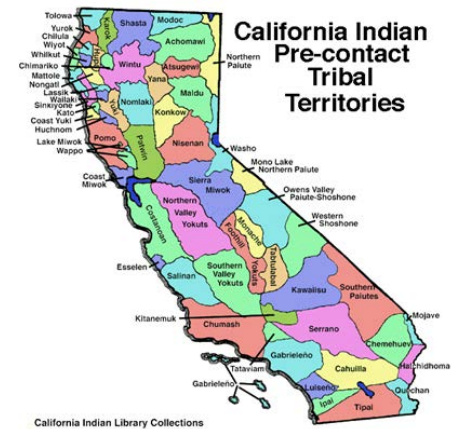 California Indian
Pre-contact
Tribal
Territories
Tolowa
Yurok
Chilula
Wiyot
Whilkut
Chimariko
Mattole
Nongatl
Lassik
Wailaki
Sinkiyone
Kato
Coast Yuki
Huchnom
Lake Miwok
Wappo
Coast
Miwok
Karok
Shasta
Modoc
Achomawi
Hupa
Wintu
Atsugewi
Northern
Paiute
Yana
Nomlaki
Maidu
Yuki
Konkow
Pomo
Patwin
Nisenan
Washo
Mono Lake
Northern Paiute
Sierra
Miwok
Owens Valley
Paiute-Shoshone
Northern
Valley
Yokuts
Costanoan
Monache
Western
Shoshone
Foothill
Yokuts
Tabtulabal
Esselen
Salinan
Southern
Valley
Yokuts
Kawaiisu
Southern
Paiutes
Kitanemuk
Chumash
Serrano
Mojave
Chemehuevi
Tataviam
Gabrieleño
Gabrieleño
Cahuilla
Halchidhoma
Luiseño
Quechan
Ipai
Tipai
California Indian Library Collections